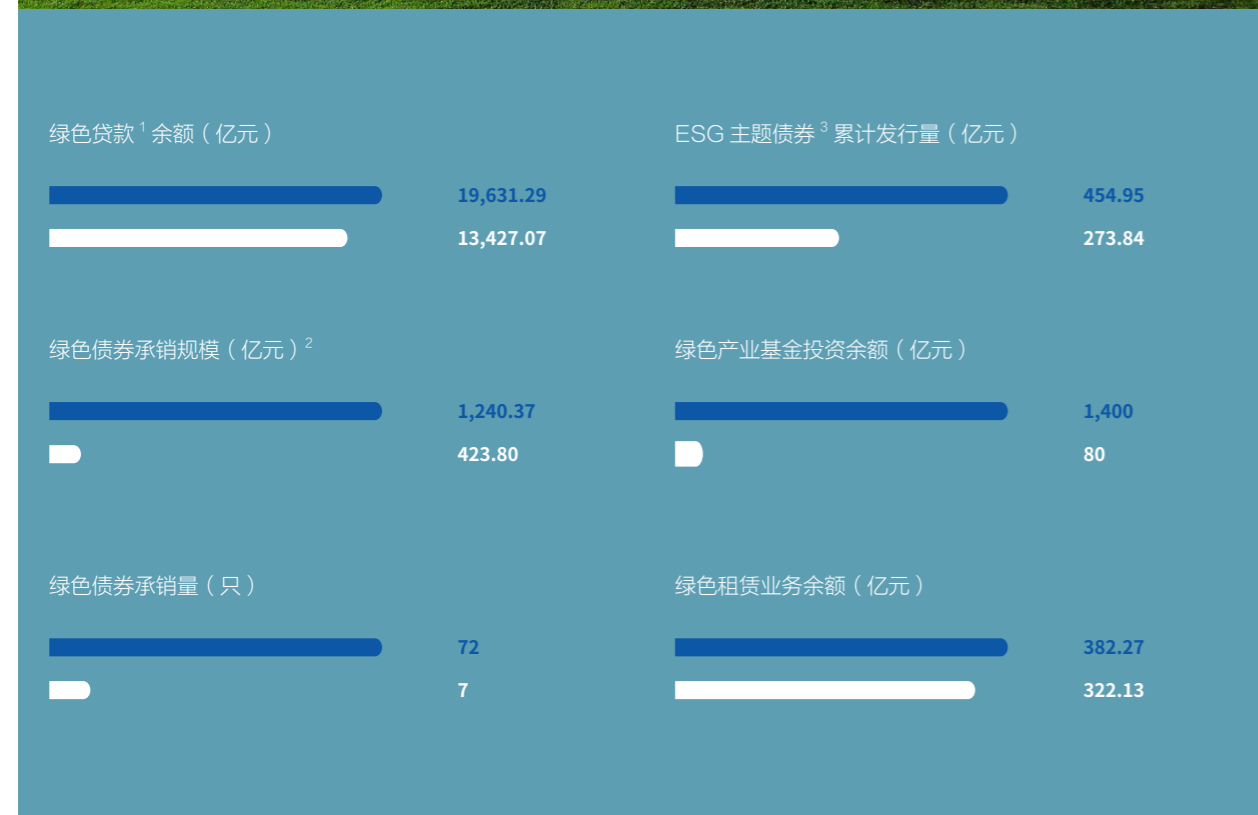 绿色贷款1余额（亿元）
19,631.29
13,427.07
绿色债券承销规模（亿元）2
1,240.37
423.80
绿色债券承销量（只）
72
7
ESG 主题债券3累计发行量（亿元）
454.95
273.84
绿色产业基金投资余额（亿元）
1,400
80
绿色租赁业务余额（亿元）
382.27
322.13